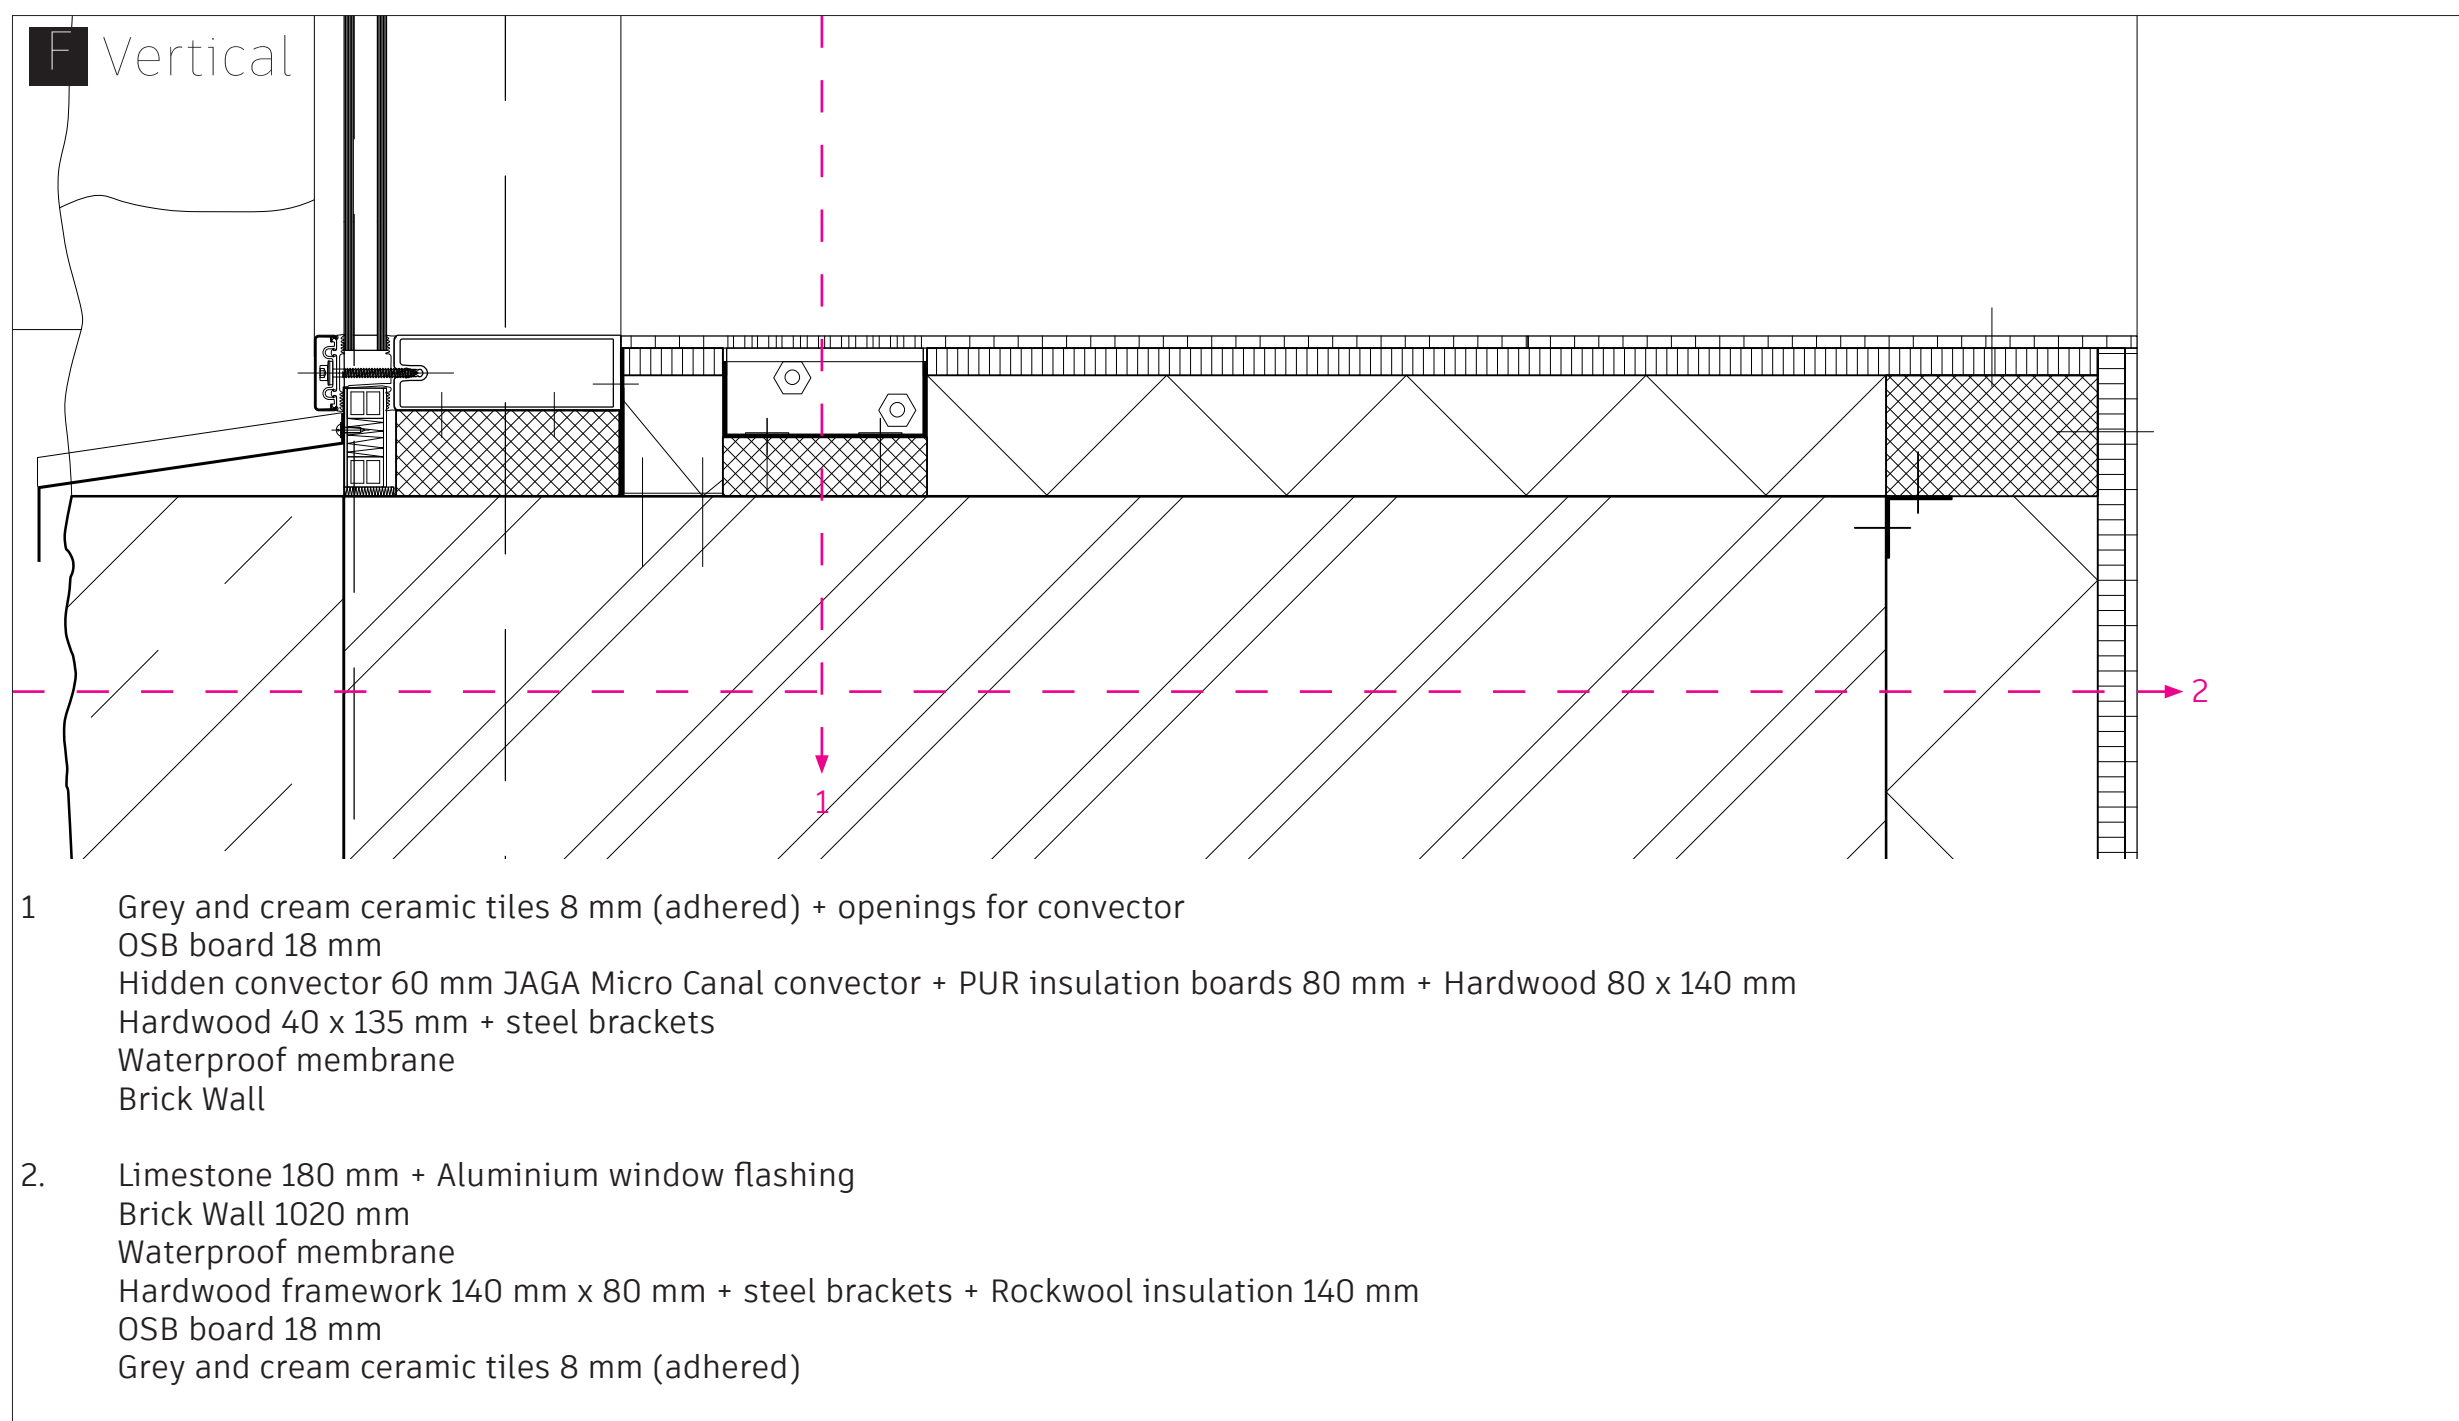 F Vertical
2
1
1 Grey and cream ceramic tiles 8 mm (adhered) + openings for convector
OSB board 18 mm
Hidden convector 60 mm JAGA Micro Canal convector + PUR insulation boards 80 mm + Hardwood 80 x 140 mm
Hardwood 40 x 135 mm + steel brackets
Waterproof membrane
Brick Wall
2. Limestone 180 mm + Aluminium window flashing
Brick Wall 1020 mm
Waterproof membrane
Hardwood framework 140 mm x 80 mm + steel brackets + Rockwool insulation 140 mm
OSB board 18 mm
Grey and cream ceramic tiles 8 mm (adhered)